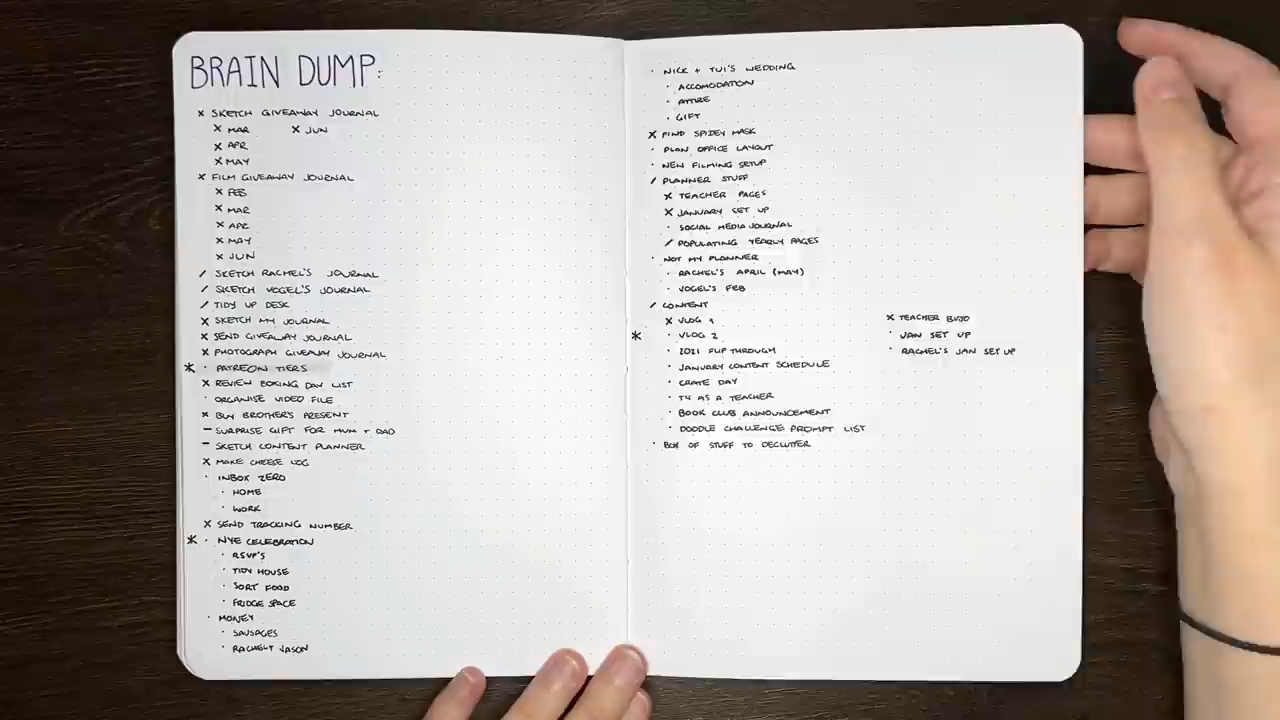 BRAIN DUMP:
× SKETCH GIVEAWAY JOURNAL
× MAR × JUN
× APR
× MAY
× FILM GIVEAWAY JOURNAL
× FEB
× MAR
× APR
× MAY
× JUN
/ SKETCH RACHEL'S JOURNAL
/ SKETCH VOGEL'S JOURNAL
/ TIDY UP DESK
× SKETCH MY JOURNAL
× SEND GIVEAWAY JOURNAL
× PHOTOGRAPH GIVEAWAY JOURNAL
* · PATREON TIERS
× REVIEW BOXING DAY LIST
· ORGANISE VIDEO FILE
× BUY BROTHER'S PRESENT
– SURPRISE GIFT FOR MUM + DAD
– SKETCH CONTENT PLANNER
× MAKE CHEESE LOG
· INBOX ZERO
· HOME
· WORK
× SEND TRACKING NUMBER
* · NYE CELEBRATION
· RSVP'S
· TIDY HOUSE
· SORT FOOD
· FRIDGE SPACE
· MONEY
· SAUSAGES
· RACHEL + JASON
· NICK + TUI'S WEDDING
· ACCOMODATION
· ATTIRE
· GIFT
× FIND SPIDEY MASK
· PLAN OFFICE LAYOUT
· NEW FILMING SETUP
/ PLANNER STUFF
× TEACHER PAGES
× JANUARY SET UP
· SOCIAL MEDIA JOURNAL
/ POPULATING YEARLY PAGES
· NOT MY PLANNER
· RACHEL'S APRIL (MAY)
· VOGEL'S FEB
/ CONTENT
× VLOG 1
* · VLOG 2
· 2021 FLIP THROUGH
· JANUARY CONTENT SCHEDULE
· CRATE DAY
· T4 AS A TEACHER
· BOOK CLUB ANNOUNCEMENT
· DOODLE CHALLENGE PROMPT LIST
· BOX OF STUFF TO DECLUTTER
× TEACHER BUJO
· JAN SET UP
· RACHEL'S JAN SET UP